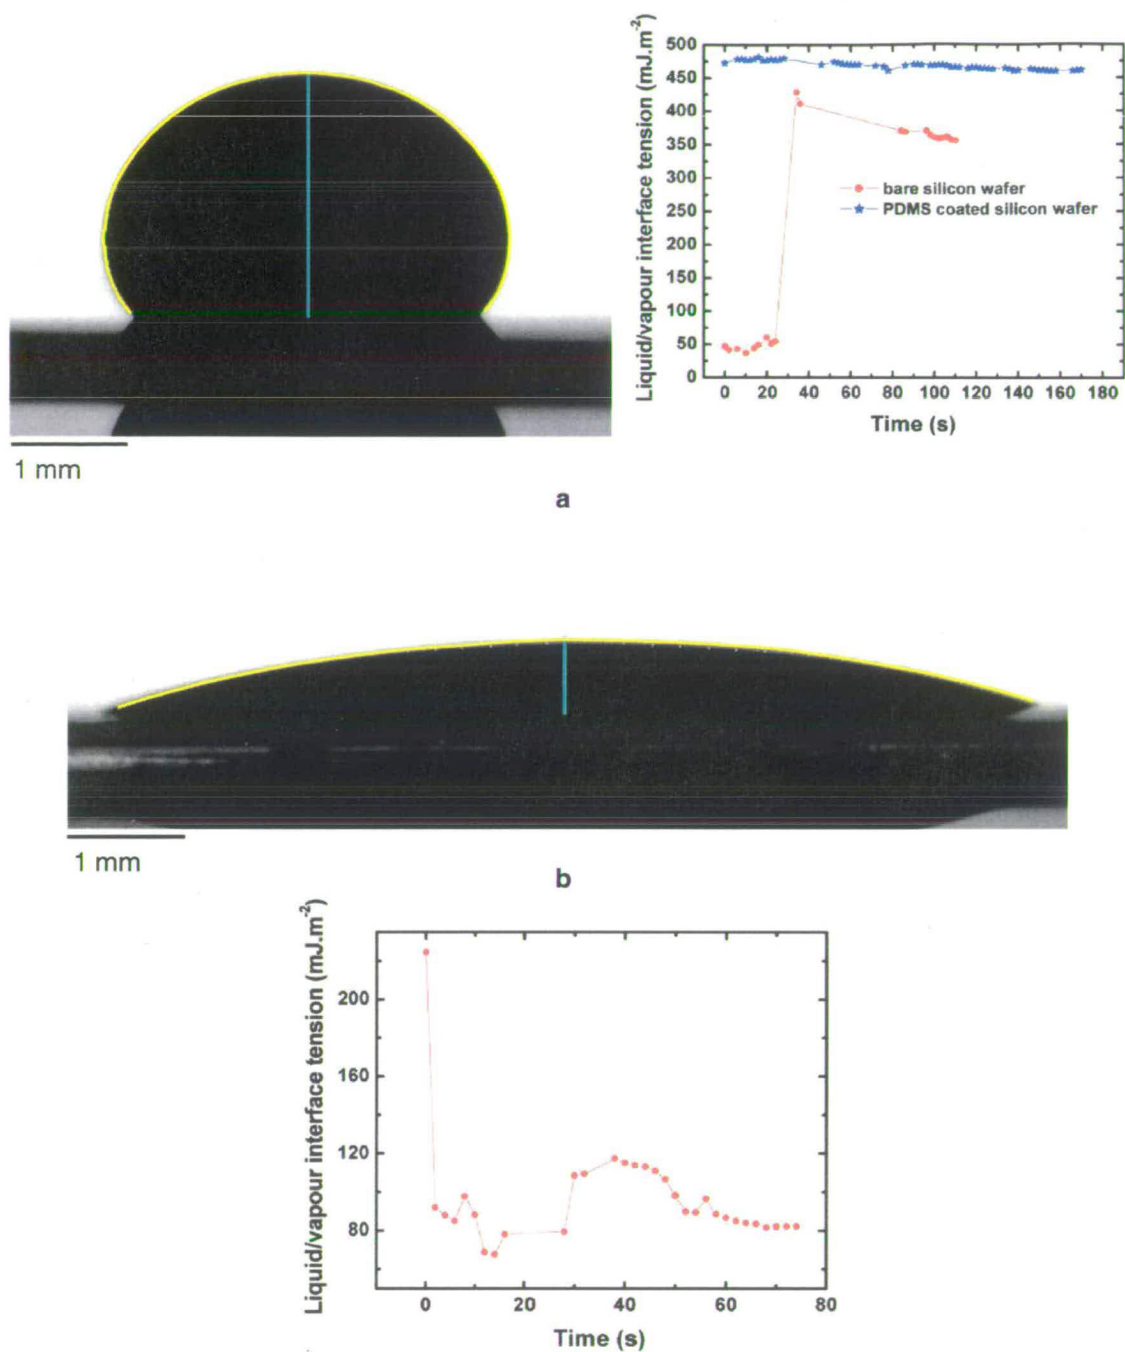 Liquid/vapour interface tension (mJ.m⁻²)
500
450
400
350
300
250
200
150
100
50
0
bare silicon wafer
PDMS coated silicon wafer
0 20 40 60 80 100 120 140 160 180
Time (s)
1 mm
a
1 mm
b
Liquid/vapour interface tension (mJ.m⁻²)
200
160
120
80
0 20 40 60 80
Time (s)